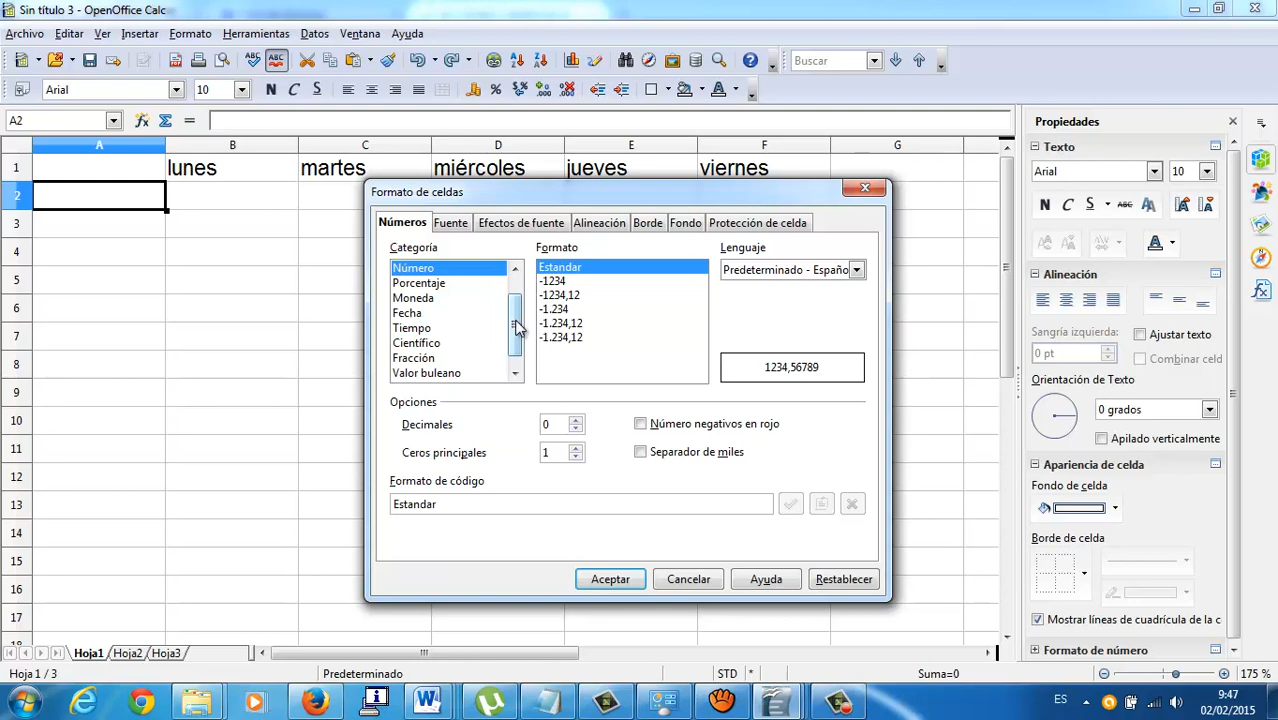 Sin título 3 - OpenOffice Calc
Archivo Editar Ver Insertar Formato Herramientas Datos Ventana Ayuda
ABC ABC Buscar
Arial 10 N C S
A2
A B C D E F G
1 lunes martes miércoles jueves viernes
2
3
4
5
6
7
8
9
10
11
12
13
14
15
16
17
18
Formato de celdas
Números Fuente Efectos de fuente Alineación Borde Fondo Protección de celda
Categoría Formato Lenguaje
Número
Porcentaje
Moneda
Fecha
Tiempo
Científico
Fracción
Valor buleano
Estandar
-1234
-1234,12
-1.234
-1.234,12
-1.234,12
Predeterminado - Españo
1234,56789
Opciones
Decimales 0 Número negativos en rojo
Ceros principales 1 Separador de miles
Formato de código
Estandar
Aceptar Cancelar Ayuda Restablecer
Propiedades
Texto
Arial 10
N C S ABC
Alineación
Sangría izquierda: Ajustar texto
0 pt Combinar celd
Orientación de Texto
0 grados
Apilado verticalmente
Apariencia de celda
Fondo de celda
Borde de celda
Mostrar líneas de cuadrícula de la c
Formato de número
Hoja1 Hoja2 Hoja3
Hoja 1 / 3 Predeterminado STD * Suma=0 175 %
ES 9:47
02/02/2015